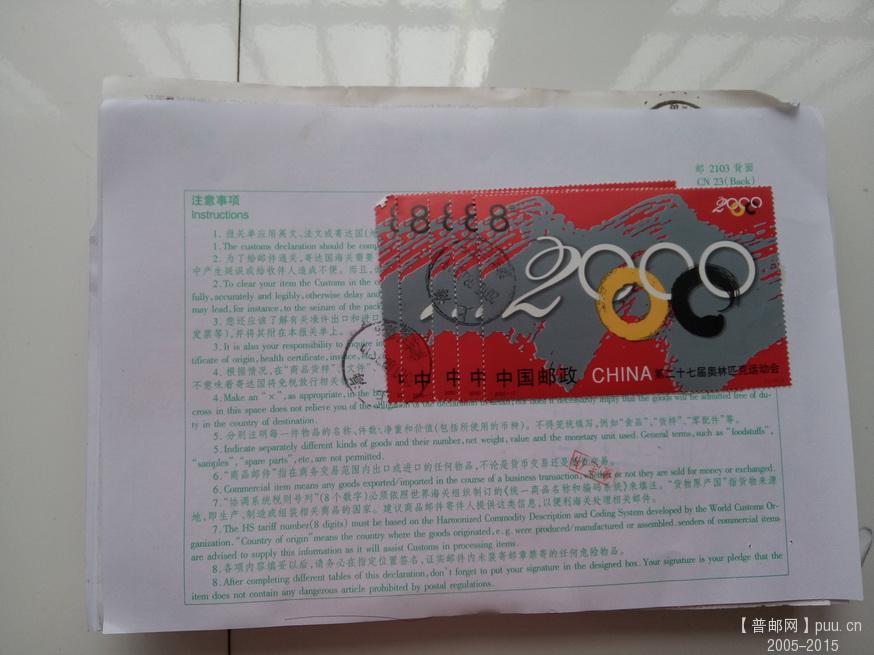 邮 2103 背面
CN 23(Back)
注意事项
Instructions
1. 报关单应用英文、法文或寄达国
1. The customs declaration should be
2. 为了给邮件通关，寄达国海关需要
中产生延误或给收件人造成不便。而且，
2. To clear your item the Customs in the
fully, accurately and legibly, otherwise delay and
may lead, for instance, to the seizure of the
3. 您还应该了解有关准许出口和进口
发票等)，并将其附在本报关单上。
3. It is also your responsibility to
tificate of origin, health certificate,
4. 根据情况，在"商品货样"
不意味着寄达国将免税放行相关
4. Make an "×", as appropriate, in the
cross in this space does not relieve you of the obligation of the declaration
imply that the goods will be admitted free of du-
ty in the country of destination.
5. 分别注明每一件物品的名称、件数、净重和价值(包括所使用的币种)。不得笼统填写，例如"食品"，"货样"、"零配件"等。
5. Indicate separately different kinds of goods and their number, net weight, value and the monetary unit used. General terms, such as "foodstuffs",
"samples", "spare parts", etc, are not permitted.
6. "商品邮件"指在商务交易范围内出口或进口的任何物品，不论是货币交易还是
交易。
6. Commercial item means any goods exported/imported in the course of a business transaction,
or not they are sold for money or exchanged.
7. "协调系统税则号列"(8个数字)必须依照世界海关组织制订的《统一商品名称和编码系统》来填注。"货物原产国"指货物来源
地，即生产、制造或组装相关商品的国家。建议商品邮件寄件人提供这类信息，以便利海关处理相关邮件。
7. The HS tariff number(8 digits) must be based on the Harmonized Commodity Description and Coding System developed by the World Customs Or-
ganization. "Country of origin" means the country where the goods originated, e.g. were produced/manufactured or assembled. senders of commercial items
are advised to supply this information as it will assist Customs in processing items.
8. 各项内容填妥以后，请务必在指定位置签名，证实邮件内未装寄邮章禁寄的任何危险物品。
8. After completing different tables of this declaration, don't forget to put your signature in the designed box. Your signature is your pledge that the
item does not contain any dangerous article prohibited by postal regulations.
8 8
2000
2000
中 中 中 中国邮政 CHINA 第二十七届奥林匹克运动会
【普邮网】puu.cn
2005-2015